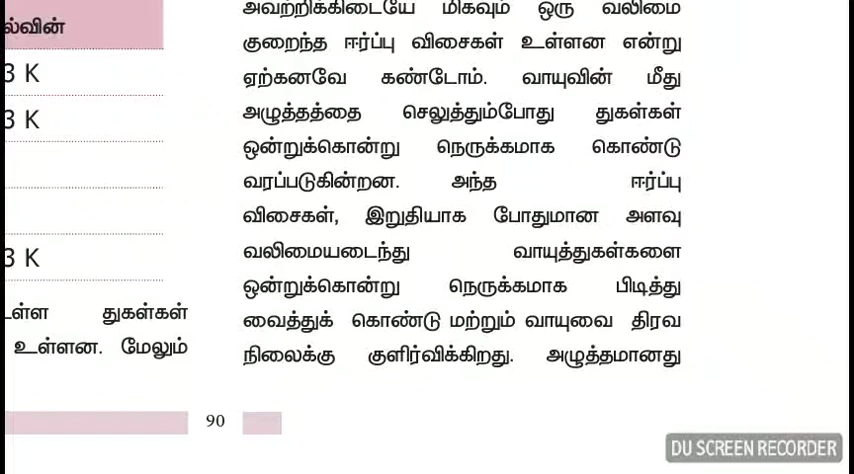 ல்வின்
3 K
3 K
3 K
உள்ள துகள்கள்
உள்ளன. மேலும்
அவற்றிக்கிடையே மிகவும் ஒரு வலிமை
குறைந்த ஈர்ப்பு விசைகள் உள்ளன என்று
ஏற்கனவே கண்டோம். வாயுவின் மீது
அழுத்தத்தை செலுத்தும்போது துகள்கள்
ஒன்றுக்கொன்று நெருக்கமாக கொண்டு
வரப்படுகின்றன. அந்த ஈர்ப்பு
விசைகள், இறுதியாக போதுமான அளவு
வலிமையடைந்து வாயுத்துகள்களை
ஒன்றுக்கொன்று நெருக்கமாக பிடித்து
வைத்துக் கொண்டு மற்றும் வாயுவை திரவ
நிலைக்கு குளிர்விக்கிறது. அழுத்தமானது
90
DU SCREEN RECORDER